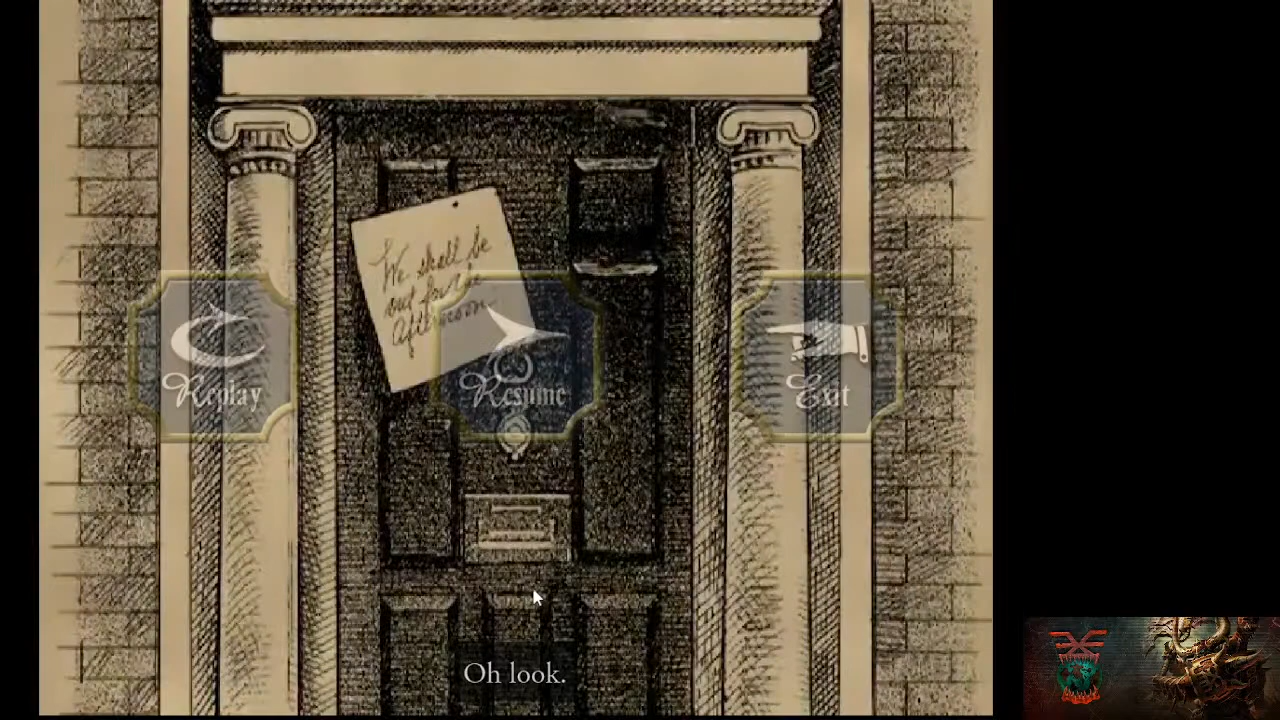 We shall be
out for the
Afternoon.
Replay
Resume
Exit
Oh look.